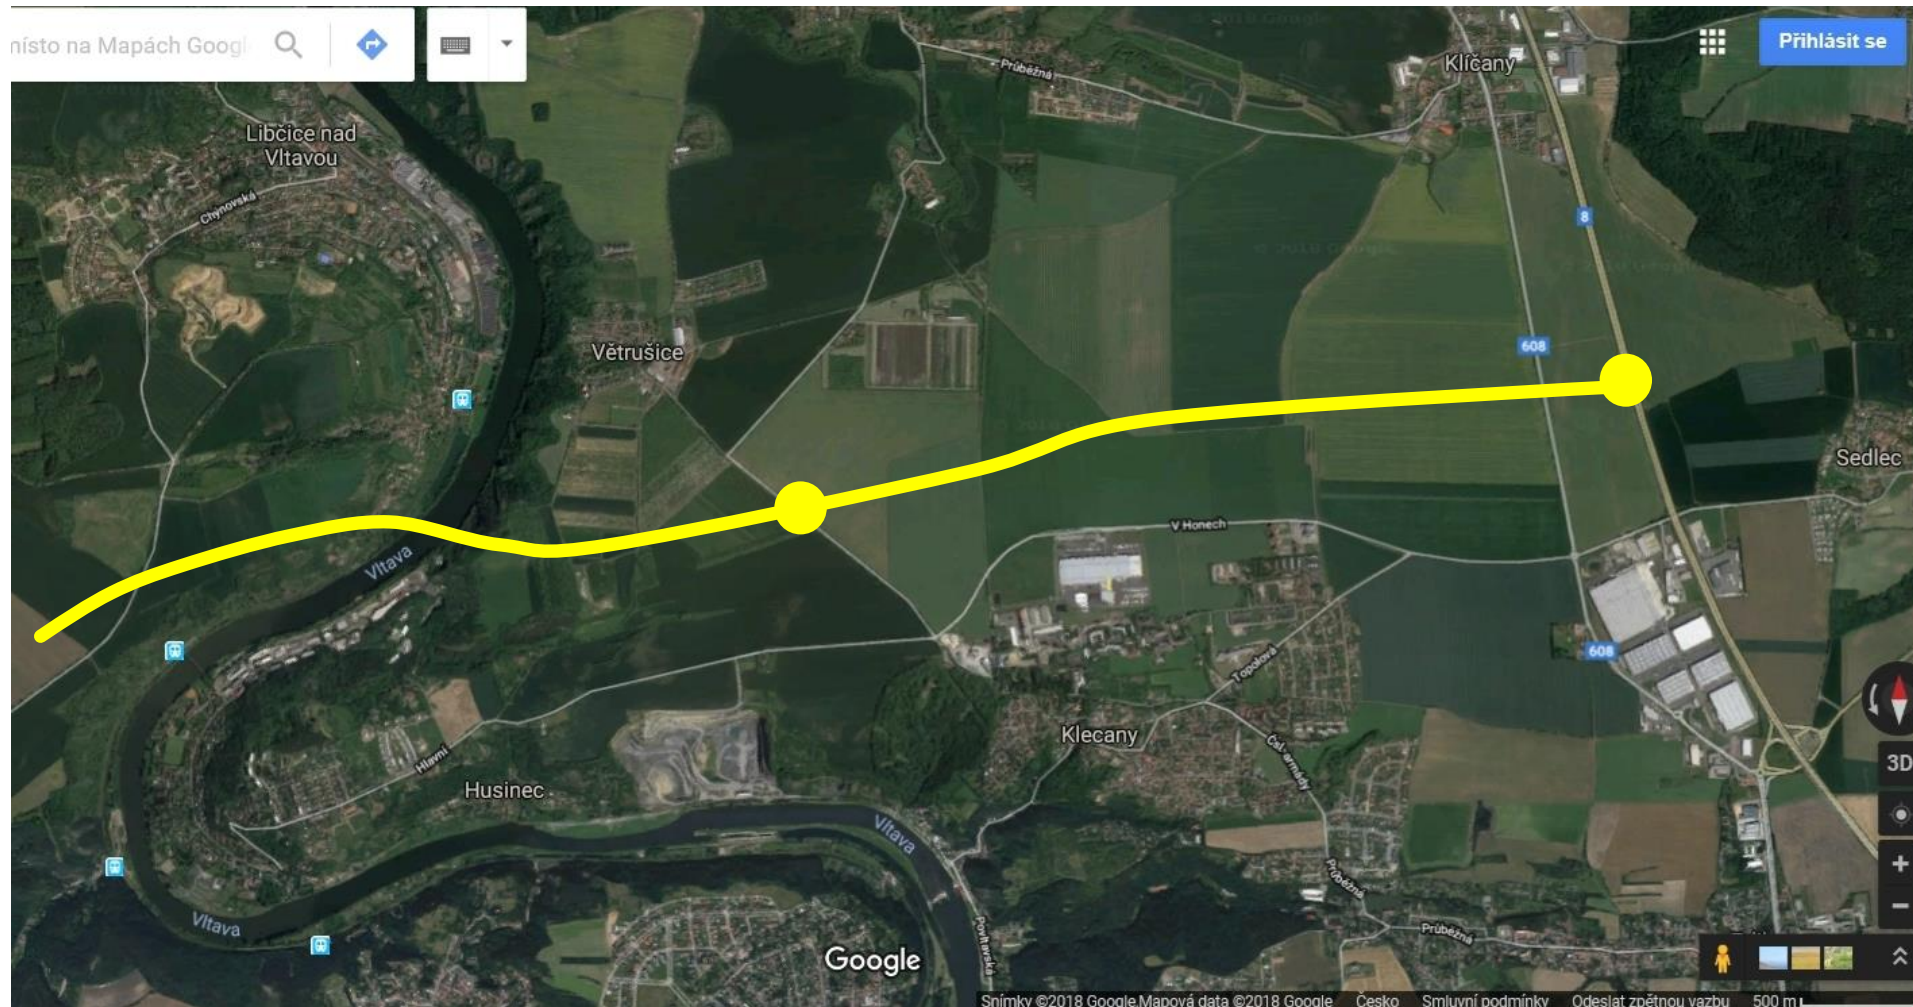 místo na Mapách Googl
Přihlásit se
Klíčany
Průběžná
Libčice nad
Vltavou
Chýnovská
8
608
Větrušice
Sedlec
V Honech
Vltava
608
Topolová
Klecany
3D
Hlavní
Čsl. armády
Husinec
Vltava
Průběžná
Vltava
Povltavská
Průběžná
Google
Snímky ©2018 Google,Mapová data ©2018 Google Česko Smluvní podmínky Odeslat zpětnou vazbu 500 m